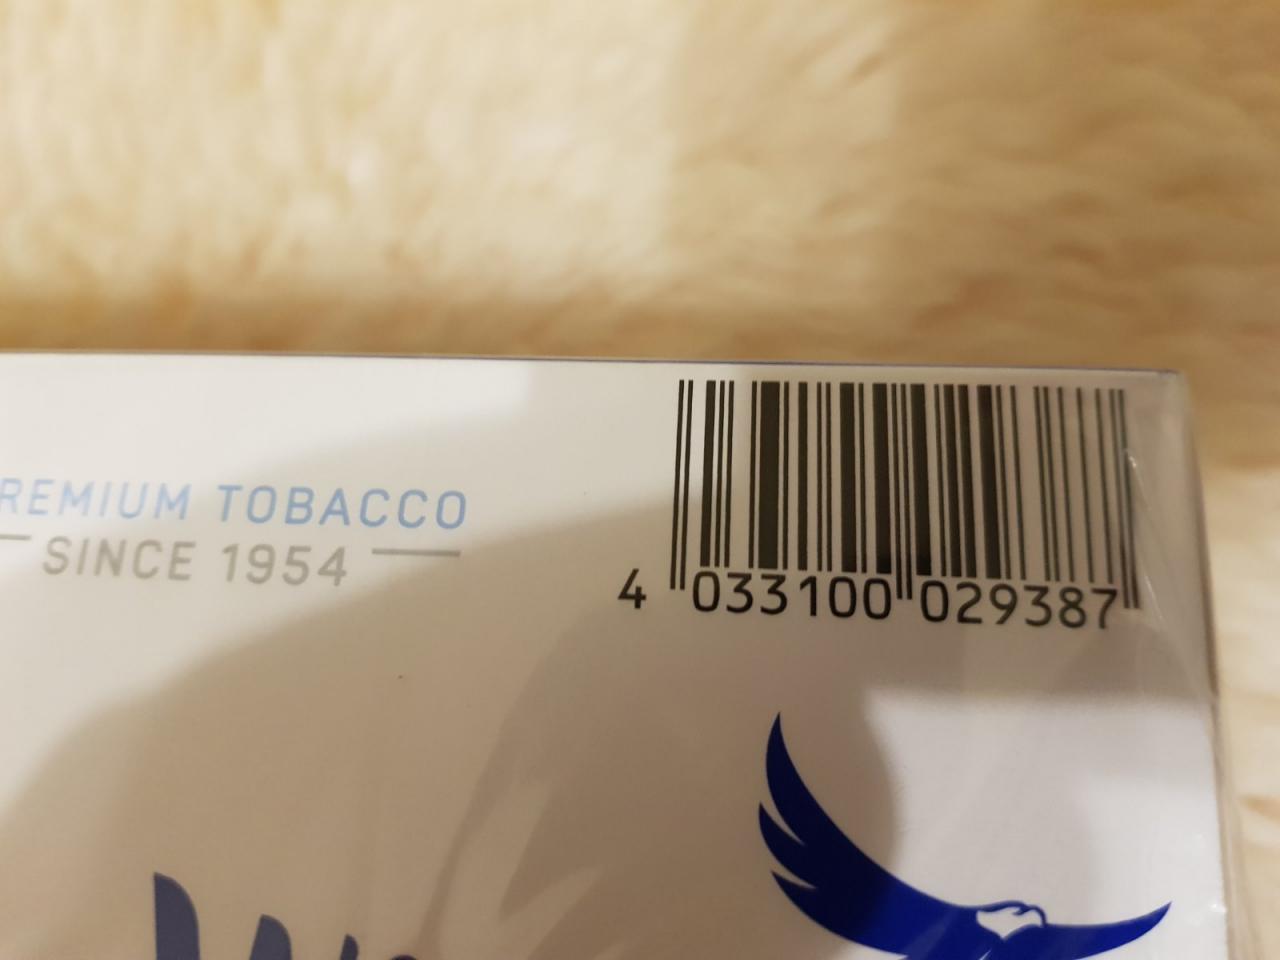 REMIUM TOBACCO
SINCE 1954
4 033100 029387